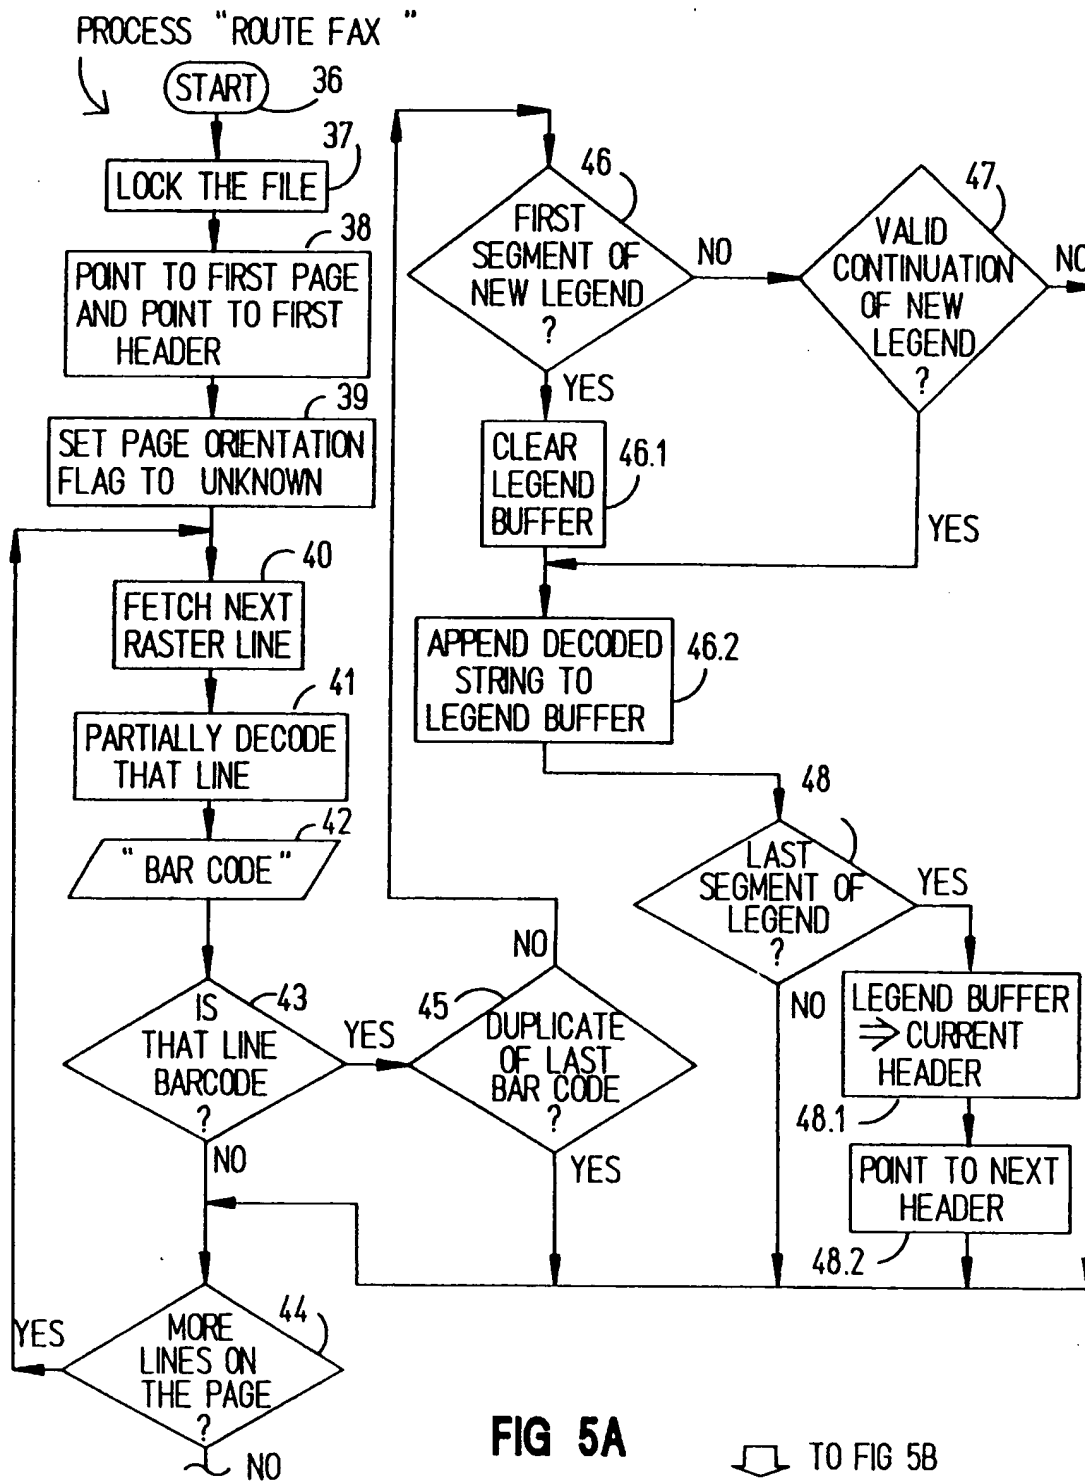 PROCESS "ROUTE FAX "
START
36
37
LOCK THE FILE
38
POINT TO FIRST PAGE
AND POINT TO FIRST
HEADER
39
SET PAGE ORIENTATION
FLAG TO UNKNOWN
40
FETCH NEXT
RASTER LINE
41
PARTIALLY DECODE
THAT LINE
42
"BAR CODE"
43
IS
THAT LINE
BARCODE
?
YES
NO
44
MORE
LINES ON
THE PAGE
?
YES
NO
45
DUPLICATE
OF LAST
BAR CODE
?
NO
YES
46
FIRST
SEGMENT OF
NEW LEGEND
?
NO
YES
47
VALID
CONTINUATION
OF NEW
LEGEND
?
NO
YES
CLEAR
LEGEND
BUFFER
46.1
APPEND DECODED
STRING TO
LEGEND BUFFER
46.2
48
LAST
SEGMENT OF
LEGEND
?
YES
NO
LEGEND BUFFER
⇒ CURRENT
HEADER
48.1
POINT TO NEXT
HEADER
48.2
FIG 5A
TO FIG 5B